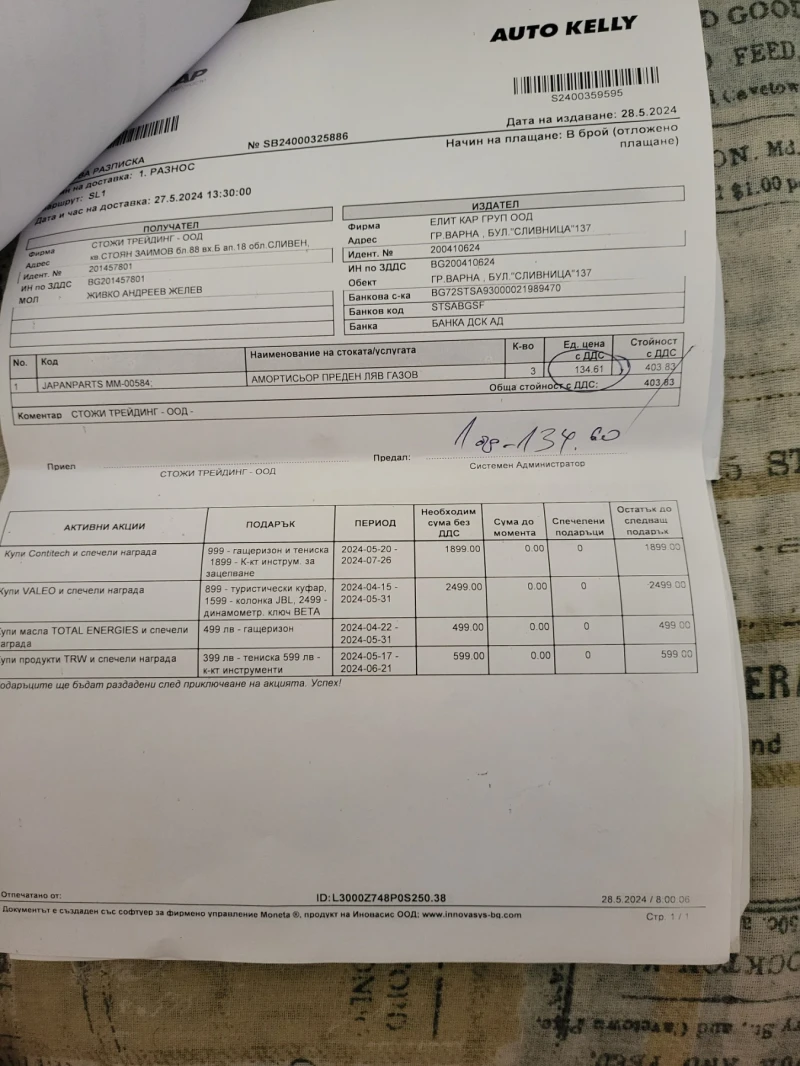 AUTO KELLY
S2400359595
№ SB24000325886
Дата на издаване: 28.5.2024
Начин на плащане: В брой (отложено плащане)
РАЗПИСКА
на доставка: 1. РАЗНОС
SL1
Дата и час на доставка: 27.5.2024 13:30:00
ПОЛУЧАТЕЛ
Фирма СТОЖИ ТРЕЙДИНГ - ООД
Адрес кв.СТОЯН ЗАИМОВ бл.88 вх.Б ап.18 обл.СЛИВЕН,
Идент. № 201457801
ИН по ЗДДС BG201457801
МОЛ ЖИВКО АНДРЕЕВ ЖЕЛЕВ
ИЗДАТЕЛ
Фирма ЕЛИТ КАР ГРУП ООД
Адрес ГР.ВАРНА , БУЛ."СЛИВНИЦА"137
Идент. № 200410624
ИН по ЗДДС BG200410624
Обект ГР.ВАРНА , БУЛ."СЛИВНИЦА"137
Банкова с-ка BG72STSA93000021989470
Банков код STSABGSF
Банка БАНКА ДСК АД
No. Код Наименование на стоката/услугата К-во Ед. цена с ДДС Стойност с ДДС
1 JAPANPARTS MM-00584; АМОРТИСЬОР ПРЕДЕН ЛЯВ ГАЗОВ 3 134.61 403.83
Обща стойност с ДДС: 403.83
Коментар СТОЖИ ТРЕЙДИНГ - ООД -
134.60
Приел Предал:
СТОЖИ ТРЕЙДИНГ - ООД Системен Администратор
АКТИВНИ АКЦИИ ПОДАРЪК ПЕРИОД Необходим сума без ДДС Сума до момента Спечелени подаръци Остатък до следващ подарък
Купи Contitech и спечели награда 999 - гащеризон и тениска 1899 - К-кт инструм. за зацепване 2024-05-20 - 2024-07-26 1899.00 0.00 0 1899.00
Купи VALEO и спечели награда 899 - туристически куфар, 1599 - колонка JBL, 2499 - динамометр. ключ BETA 2024-04-15 - 2024-05-31 2499.00 0.00 0 2499.00
Купи масла TOTAL ENERGIES и спечели награда 499 лв - гащеризон 2024-04-22 - 2024-05-31 499.00 0.00 0 499.00
Купи продукти TRW и спечели награда 399 лв - тениска 599 лв - к-кт инструменти 2024-05-17 - 2024-06-21 599.00 0.00 0 599.00
Подаръците ще бъдат раздадени след приключване на акцията. Успех!
Отпечатано от: ID:L3000Z748P0S250.38 28.5.2024 / 8:00:06
Документът е създаден със софтуер за фирмено управление Moneta ®, продукт на Иновасис ООД: www.innovasys-bg.com
Стр. 1 / 1